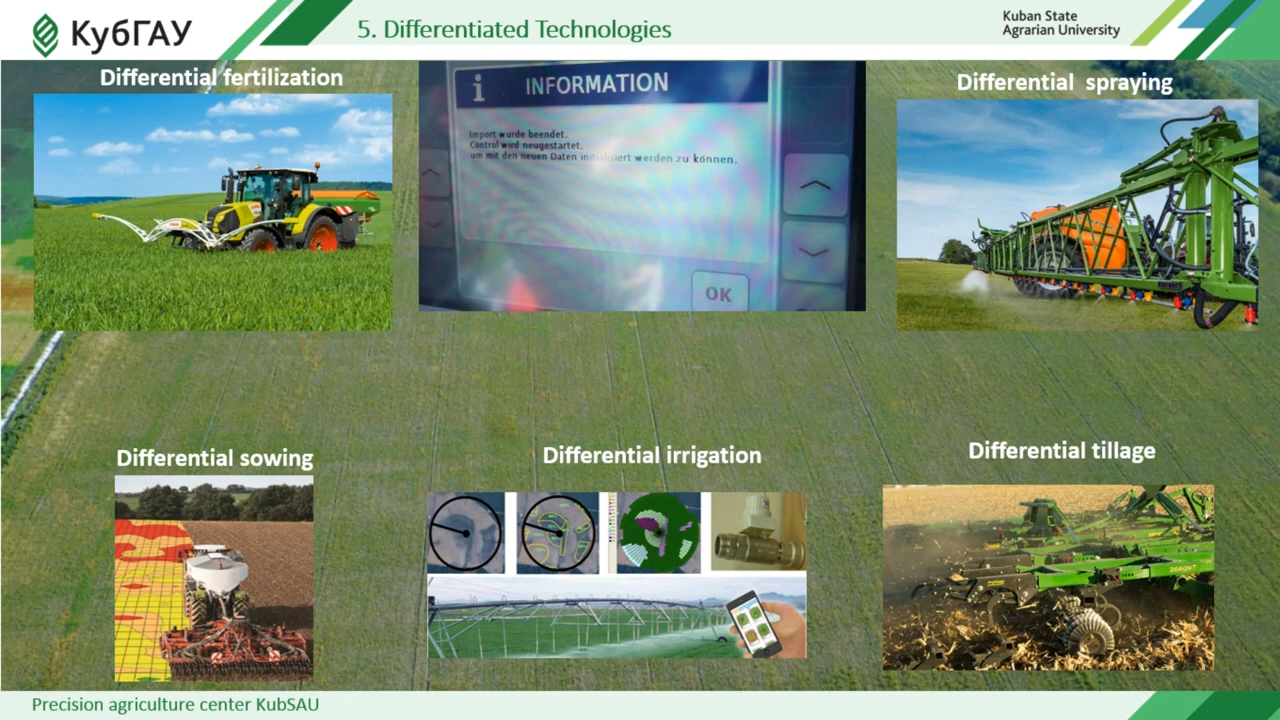 КубГАУ
5. Differentiated Technologies
Kuban State
Agrarian University
Differential fertilization
INFORMATION
Import wurde beendet.
Control wird neugestartet,
um mit den neuen Daten initialisiert werden zu können.
OK
Differential spraying
Differential sowing
Differential irrigation
Differential tillage
Precision agriculture center KubSAU